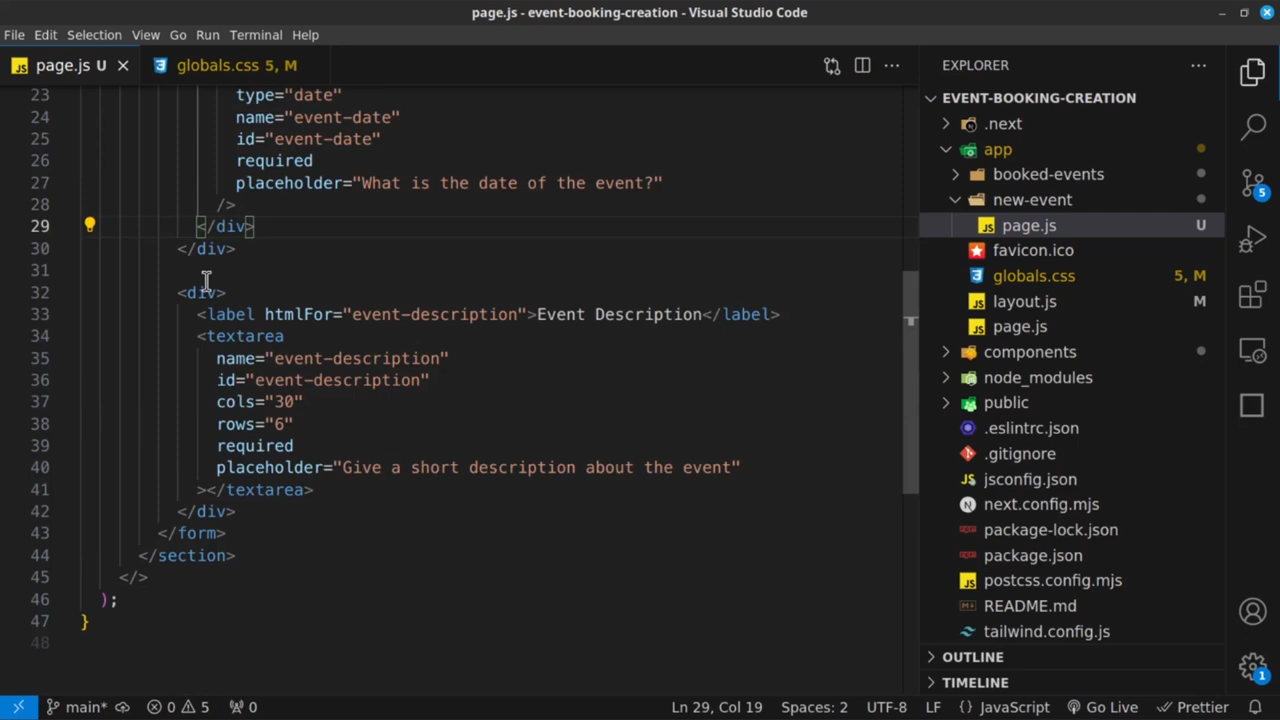 page.js - event-booking-creation - Visual Studio Code
File Edit Selection View Go Run Terminal Help
JS page.js U
globals.css 5, M
23 type="date"
24 name="event-date"
25 id="event-date"
26 required
27 placeholder="What is the date of the event?"
28 />
29 </div>
30 </div>
31
32 <div>
33 <label htmlFor="event-description">Event Description</label>
34 <textarea
35 name="event-description"
36 id="event-description"
37 cols="30"
38 rows="6"
39 required
40 placeholder="Give a short description about the event"
41 ></textarea>
42 </div>
43 </form>
44 </section>
45 </>
46 );
47 }
48
EXPLORER
EVENT-BOOKING-CREATION
.next
app
booked-events
new-event
JS page.js U
favicon.ico
globals.css 5, M
JS layout.js M
JS page.js
components
node_modules
public
.eslintrc.json
.gitignore
JS jsconfig.json
N next.config.mjs
package-lock.json
package.json
JS postcss.config.mjs
README.md
tailwind.config.js
OUTLINE
TIMELINE
5
1
main* 0 5 0 Ln 29, Col 19 Spaces: 2 UTF-8 LF {} JavaScript Go Live Prettier